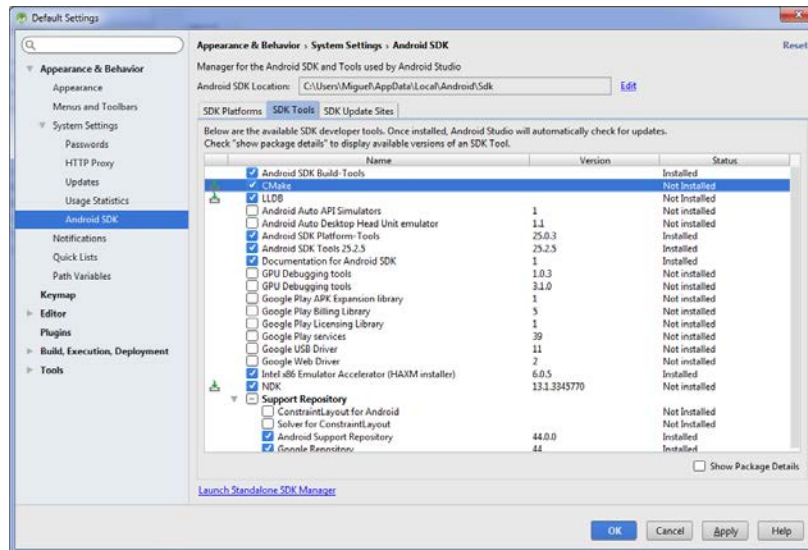 Default Settings
Appearance & Behavior › System Settings › Android SDK
Reset
Manager for the Android SDK and Tools used by Android Studio
Android SDK Location: C:\Users\Miguel\AppData\Local\Android\Sdk Edit
Appearance & Behavior
Appearance
Menus and Toolbars
System Settings
Passwords
HTTP Proxy
Updates
Usage Statistics
Android SDK
Notifications
Quick Lists
Path Variables
Keymap
Editor
Plugins
Build, Execution, Deployment
Tools
SDK Platforms SDK Tools SDK Update Sites
Below are the available SDK developer tools. Once installed, Android Studio will automatically check for updates.
Check "show package details" to display available versions of an SDK Tool.
Name Version Status
Android SDK Build-Tools Installed
CMake Not Installed
LLDB Not Installed
Android Auto API Simulators 1 Not installed
Android Auto Desktop Head Unit emulator 1.1 Not installed
Android SDK Platform-Tools 25.0.3 Installed
Android SDK Tools 25.2.5 25.2.5 Installed
Documentation for Android SDK 1 Installed
GPU Debugging tools 1.0.3 Not installed
GPU Debugging tools 3.1.0 Not installed
Google Play APK Expansion library 1 Not installed
Google Play Billing Library 5 Not installed
Google Play Licensing Library 1 Not installed
Google Play services 39 Not installed
Google USB Driver 11 Not installed
Google Web Driver 2 Not installed
Intel x86 Emulator Accelerator (HAXM installer) 6.0.5 Installed
NDK 13.1.3345770 Not installed
Support Repository
ConstraintLayout for Android Not Installed
Solver for ConstraintLayout Not Installed
Android Support Repository 44.0.0 Installed
Google Repository 44 Installed
Show Package Details
Launch Standalone SDK Manager
OK Cancel Apply Help